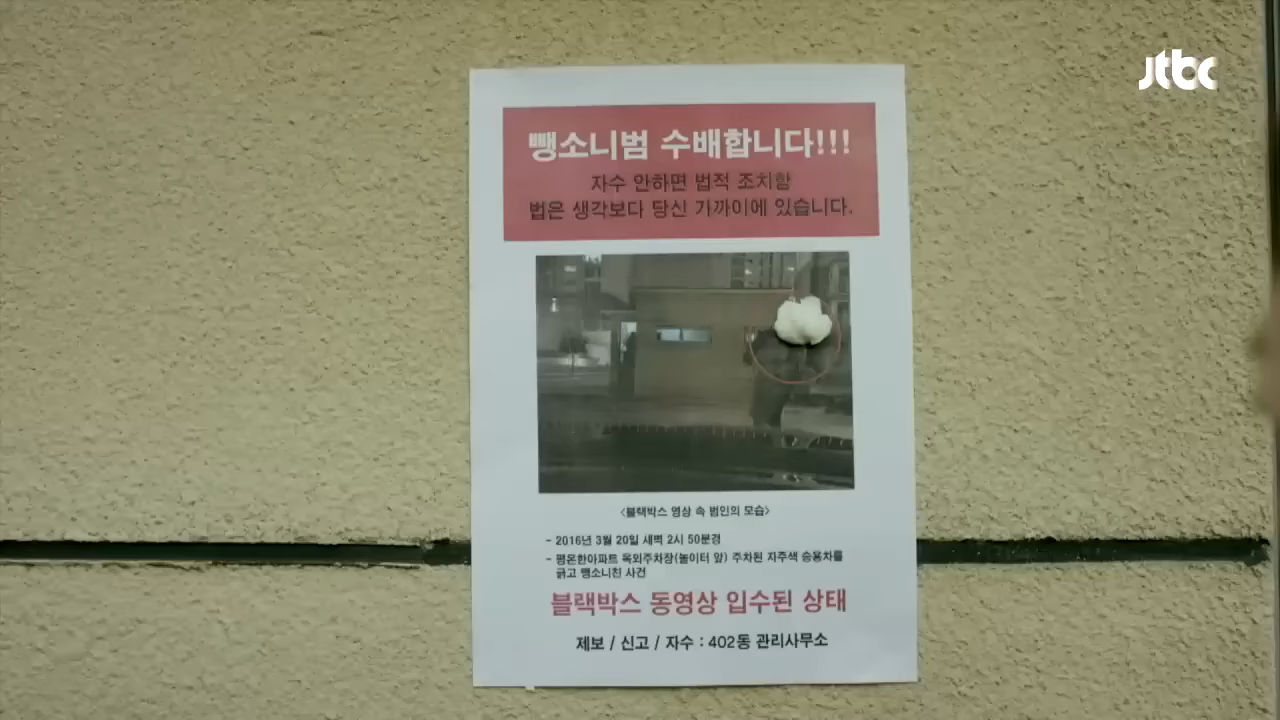 jtbc
뺑소니범 수배합니다!!!
자수 안하면 법적 조치함
법은 생각보다 당신 가까이에 있습니다.
<블랙박스 영상 속 범인의 모습>
- 2016년 3월 20일 새벽 2시 50분경
- 평온한아파트 옥외주차장(놀이터 앞) 주차된 자주색 승용차를
긁고 뺑소니친 사건
블랙박스 동영상 입수된 상태
제보 / 신고 / 자수 : 402동 관리사무소